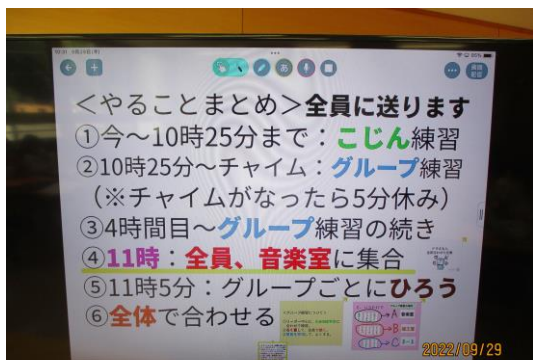 ＜やることまとめ＞全員に送ります
①今〜10時25分まで：こじん練習
②10時25分〜チャイム：グループ練習
（※チャイムがなったら5分休み）
③4時間目〜グループ練習の続き
④11時：全員、音楽室に集合
⑤11時5分：グループごとにひろう
⑥全体で合わせる
2022/09/29